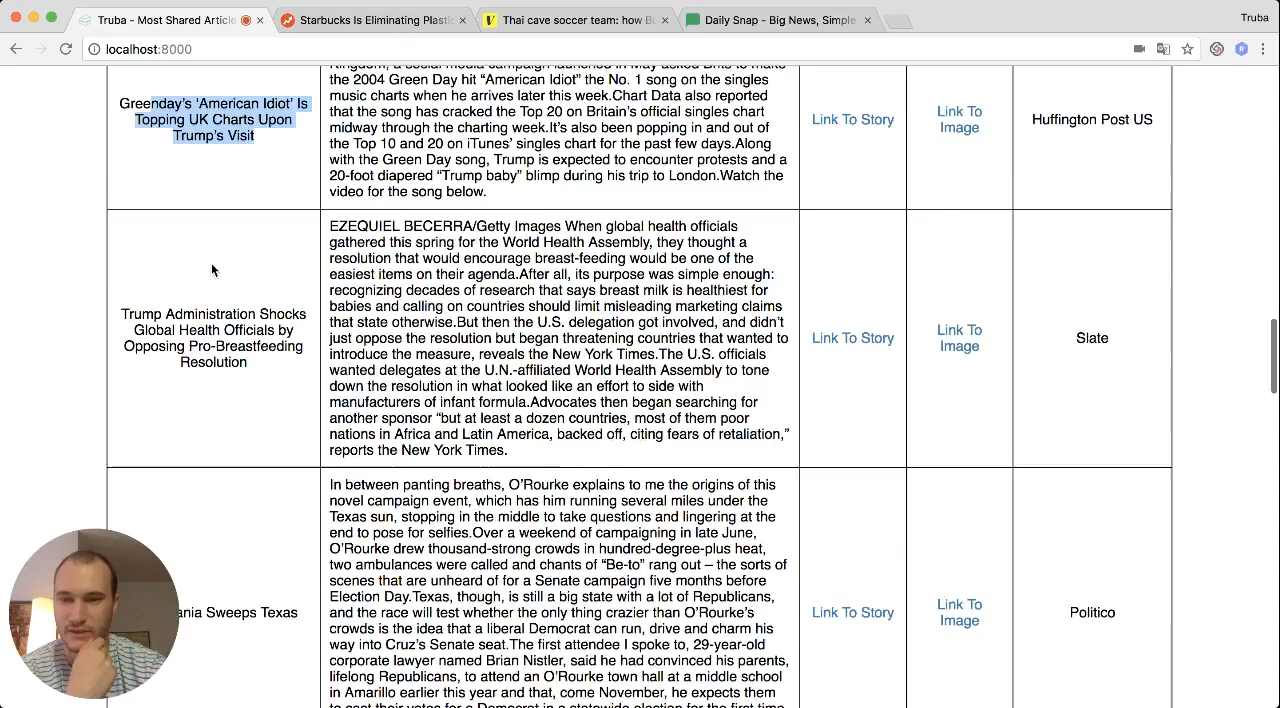 Truba - Most Shared Article
Starbucks Is Eliminating Plastic
Thai cave soccer team: how B
Daily Snap - Big News, Simple
Truba
localhost:8000
Greenday’s ‘American Idiot’ Is
Topping UK Charts Upon
Trump’s Visit
Kingdom, a social media campaign launched in May asked Brits to make
the 2004 Green Day hit “American Idiot” the No. 1 song on the singles
music charts when he arrives later this week.Chart Data also reported
that the song has cracked the Top 20 on Britain’s official singles chart
midway through the charting week.It’s also been popping in and out of
the Top 10 and 20 on iTunes’ singles chart for the past few days.Along
with the Green Day song, Trump is expected to encounter protests and a
20-foot diapered “Trump baby” blimp during his trip to London.Watch the
video for the song below.
Link To Story
Link To
Image
Huffington Post US
Trump Administration Shocks
Global Health Officials by
Opposing Pro-Breastfeeding
Resolution
EZEQUIEL BECERRA/Getty Images When global health officials
gathered this spring for the World Health Assembly, they thought a
resolution that would encourage breast-feeding would be one of the
easiest items on their agenda.After all, its purpose was simple enough:
recognizing decades of research that says breast milk is healthiest for
babies and calling on countries should limit misleading marketing claims
that state otherwise.But then the U.S. delegation got involved, and didn’t
just oppose the resolution but began threatening countries that wanted to
introduce the measure, reveals the New York Times.The U.S. officials
wanted delegates at the U.N.-affiliated World Health Assembly to tone
down the resolution in what looked like an effort to side with
manufacturers of infant formula.Advocates then began searching for
another sponsor “but at least a dozen countries, most of them poor
nations in Africa and Latin America, backed off, citing fears of retaliation,”
reports the New York Times.
Link To Story
Link To
Image
Slate
ania Sweeps Texas
In between panting breaths, O’Rourke explains to me the origins of this
novel campaign event, which has him running several miles under the
Texas sun, stopping in the middle to take questions and lingering at the
end to pose for selfies.Over a weekend of campaigning in late June,
O’Rourke drew thousand-strong crowds in hundred-degree-plus heat,
two ambulances were called and chants of “Be-to” rang out – the sorts of
scenes that are unheard of for a Senate campaign five months before
Election Day.Texas, though, is still a big state with a lot of Republicans,
and the race will test whether the only thing crazier than O’Rourke’s
crowds is the idea that a liberal Democrat can run, drive and charm his
way into Cruz’s Senate seat.The first attendee I spoke to, 29-year-old
corporate lawyer named Brian Nistler, said he had convinced his parents,
lifelong Republicans, to attend an O’Rourke town hall at a middle school
in Amarillo earlier this year and that, come November, he expects them
to cast their votes for a Democrat in a statewide election for the first time
Link To Story
Link To
Image
Politico